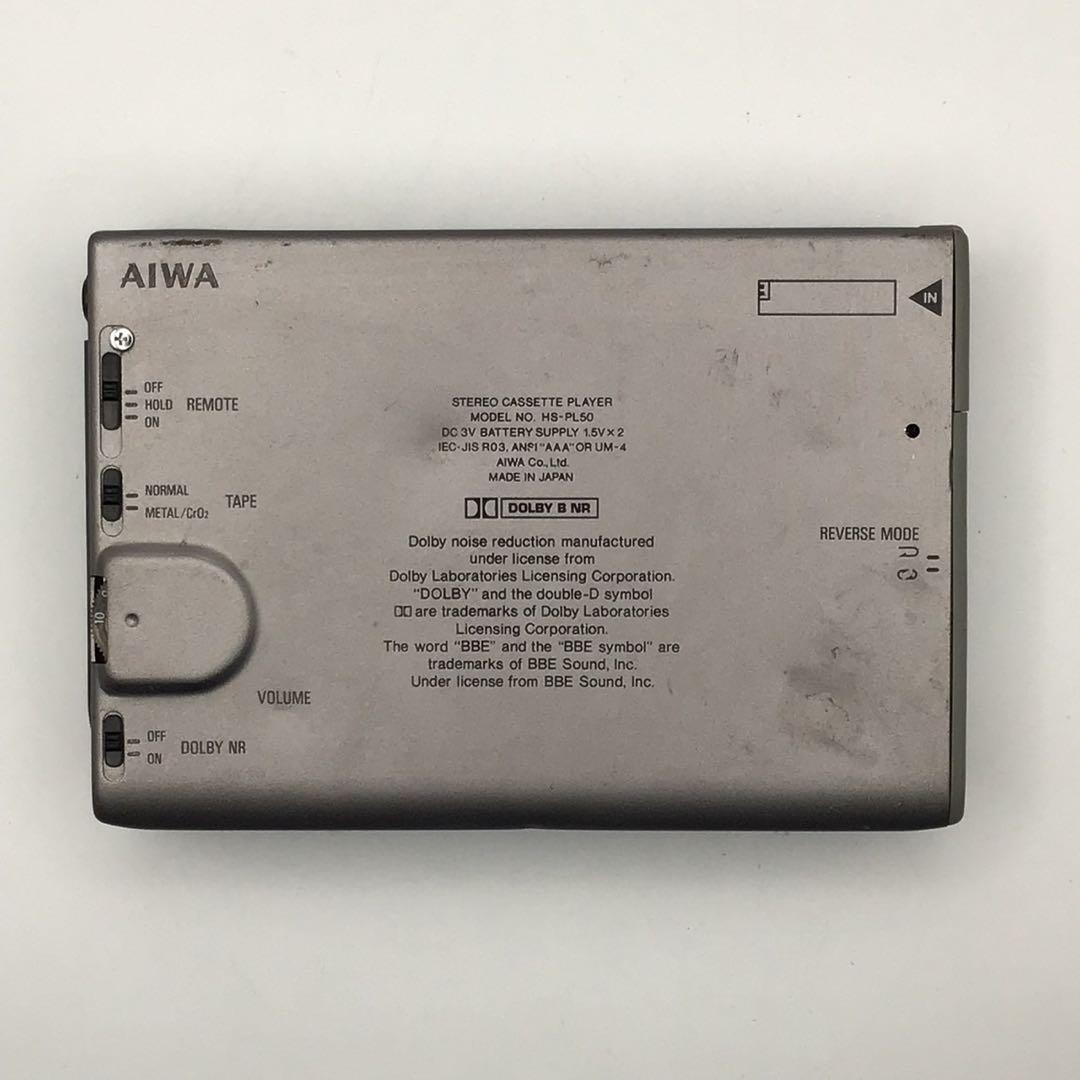 AIWA
IN
OFF
HOLD REMOTE
ON
NORMAL
METAL/CrO₂
TAPE
STEREO CASSETTE PLAYER
MODEL NO. HS-PL50
DC 3V BATTERY SUPPLY 1.5V×2
IEC·JIS R03, ANSI "AAA" OR UM-4
AIWA Co., Ltd.
MADE IN JAPAN
DOLBY B NR
Dolby noise reduction manufactured
under license from
Dolby Laboratories Licensing Corporation.
"DOLBY" and the double-D symbol
are trademarks of Dolby Laboratories
Licensing Corporation.
The word "BBE" and the "BBE symbol" are
trademarks of BBE Sound, Inc.
Under license from BBE Sound, Inc.
REVERSE MODE
10
VOLUME
OFF
ON
DOLBY NR